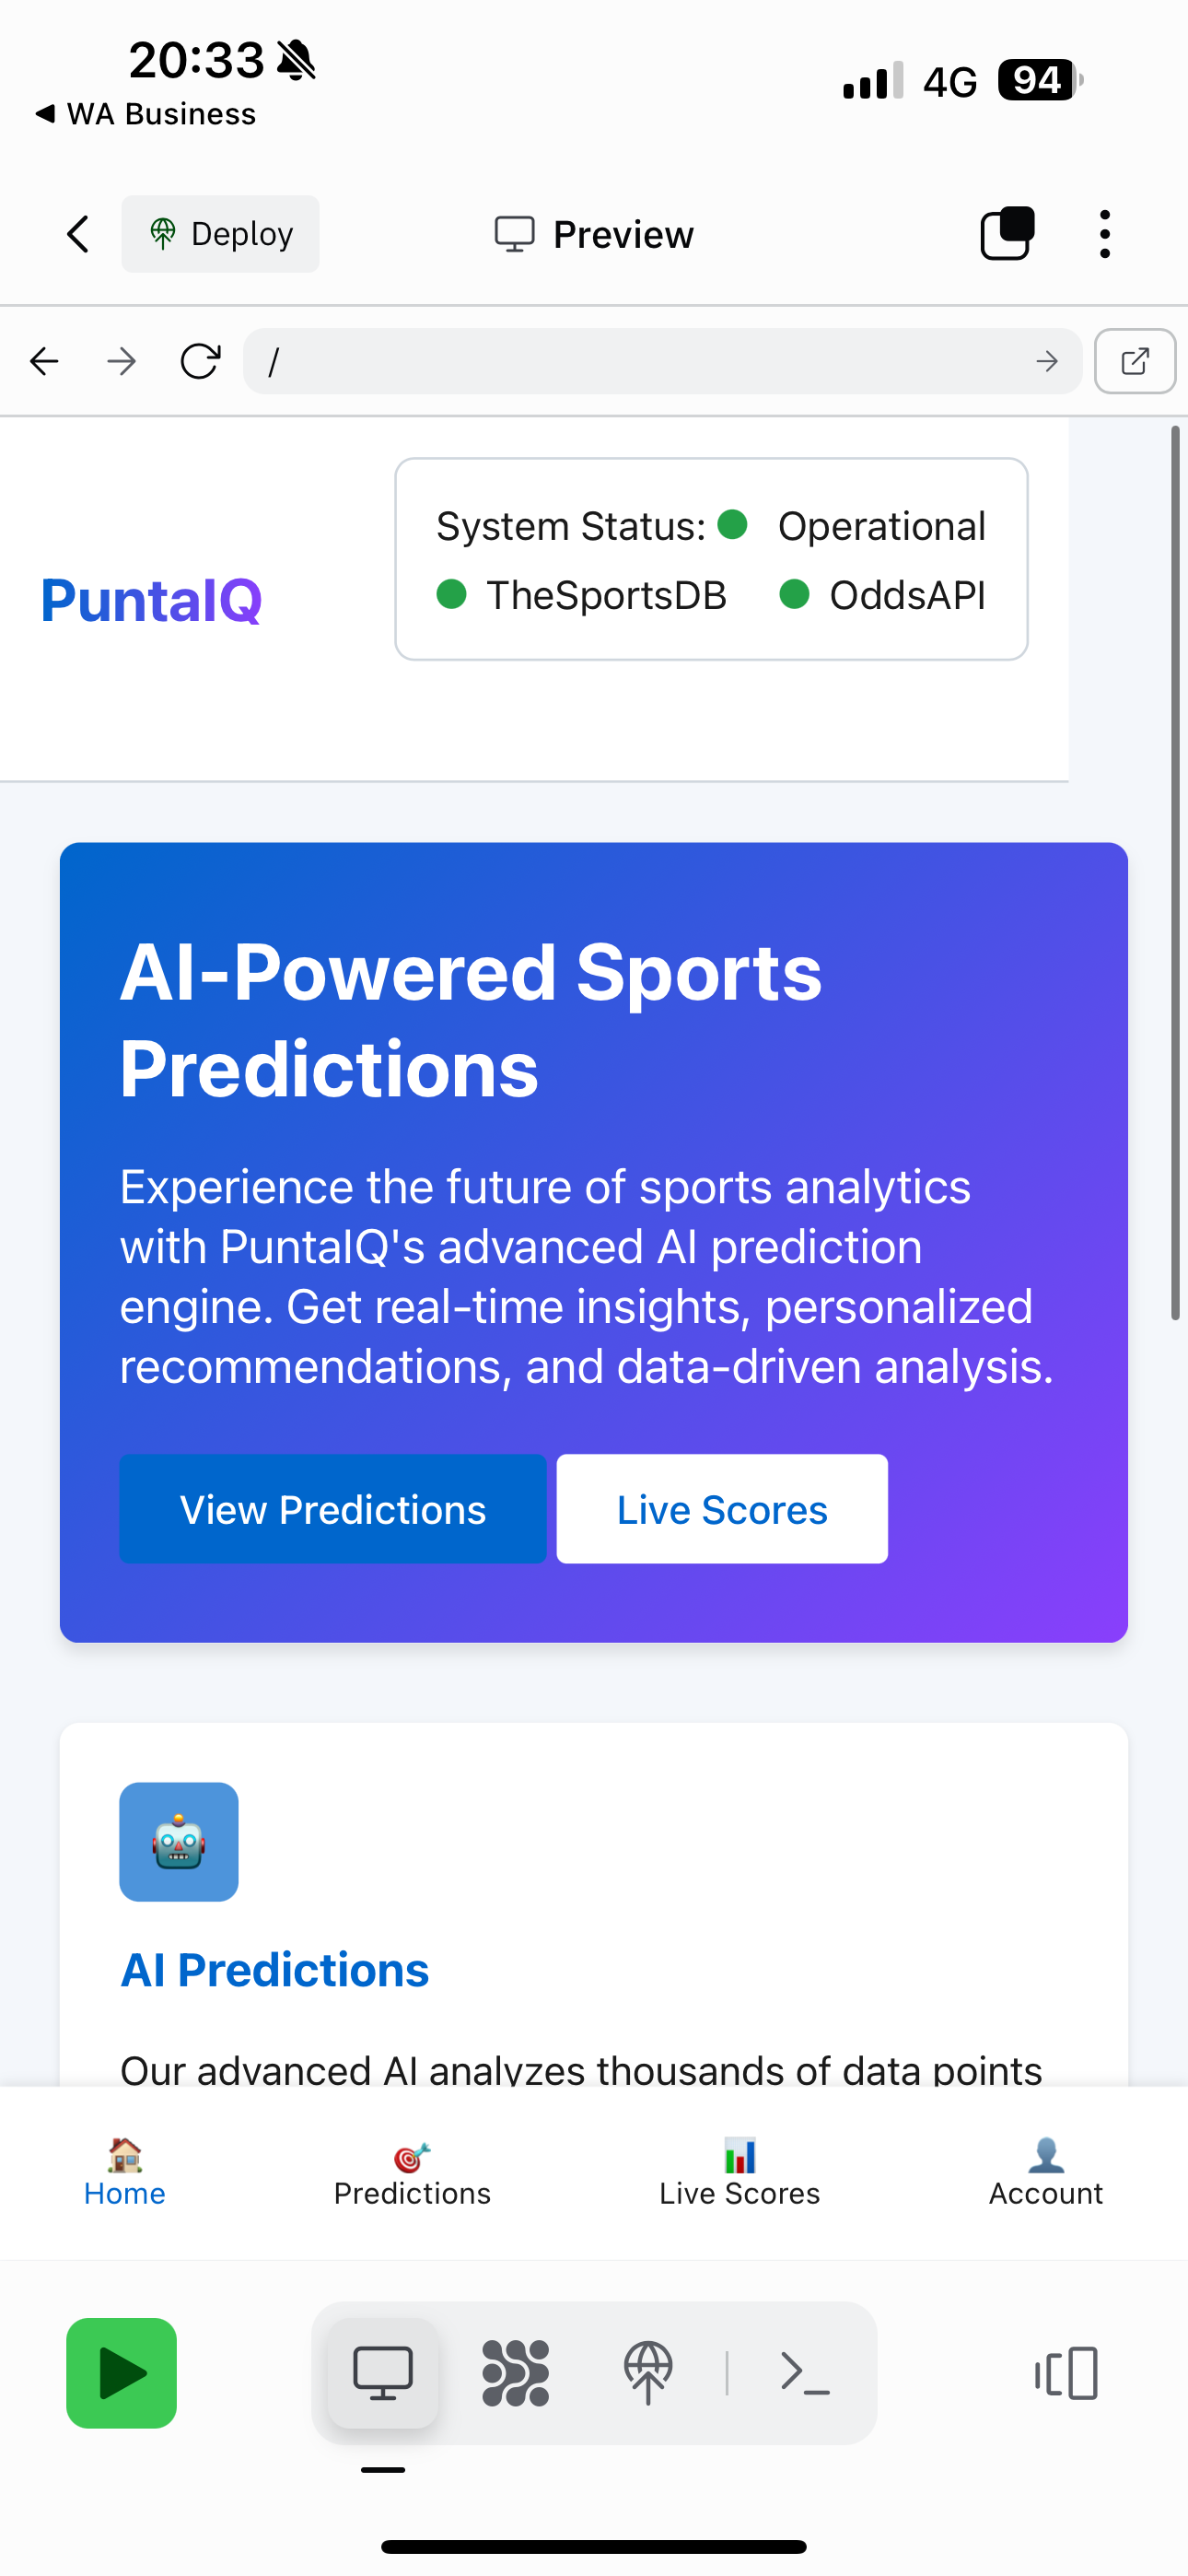 20:33
WA Business
4G
94
Deploy
Preview
/
PuntaIQ
System Status: Operational
TheSportsDB OddsAPI
AI-Powered Sports
Predictions
Experience the future of sports analytics
with PuntaIQ's advanced AI prediction
engine. Get real-time insights, personalized
recommendations, and data-driven analysis.
View Predictions
Live Scores
AI Predictions
Our advanced AI analyzes thousands of data points
Home
Predictions
Live Scores
Account